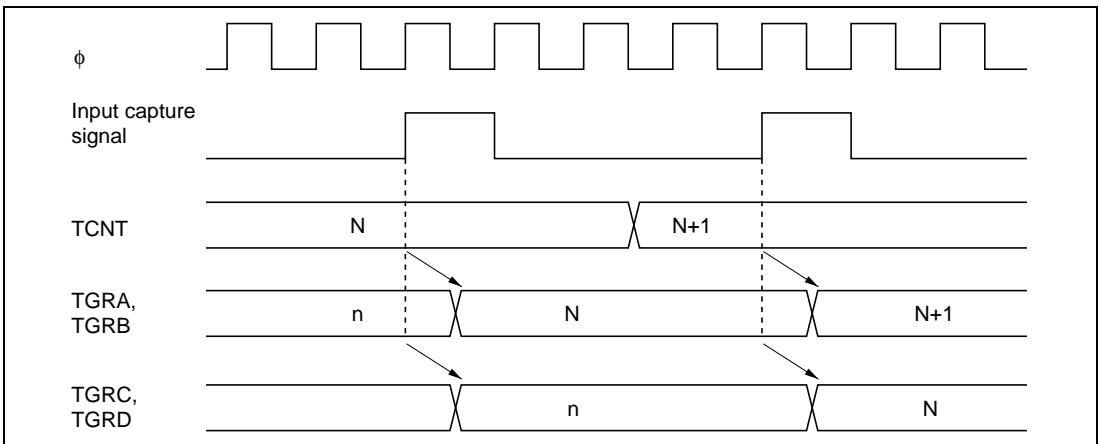 ϕ
Input capture
signal
TCNT
N
N+1
TGRA,
TGRB
n
N
N+1
TGRC,
TGRD
n
N